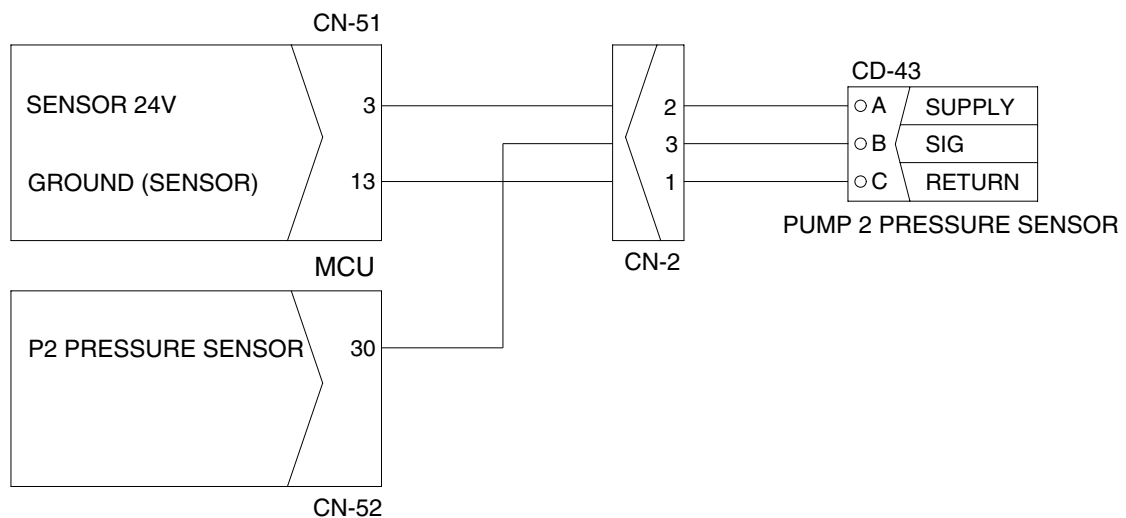 CN-51
SENSOR 24V 3
GROUND (SENSOR) 13
MCU
P2 PRESSURE SENSOR 30
CN-52
2
3
1
CN-2
CD-43
A SUPPLY
B SIG
C RETURN
PUMP 2 PRESSURE SENSOR